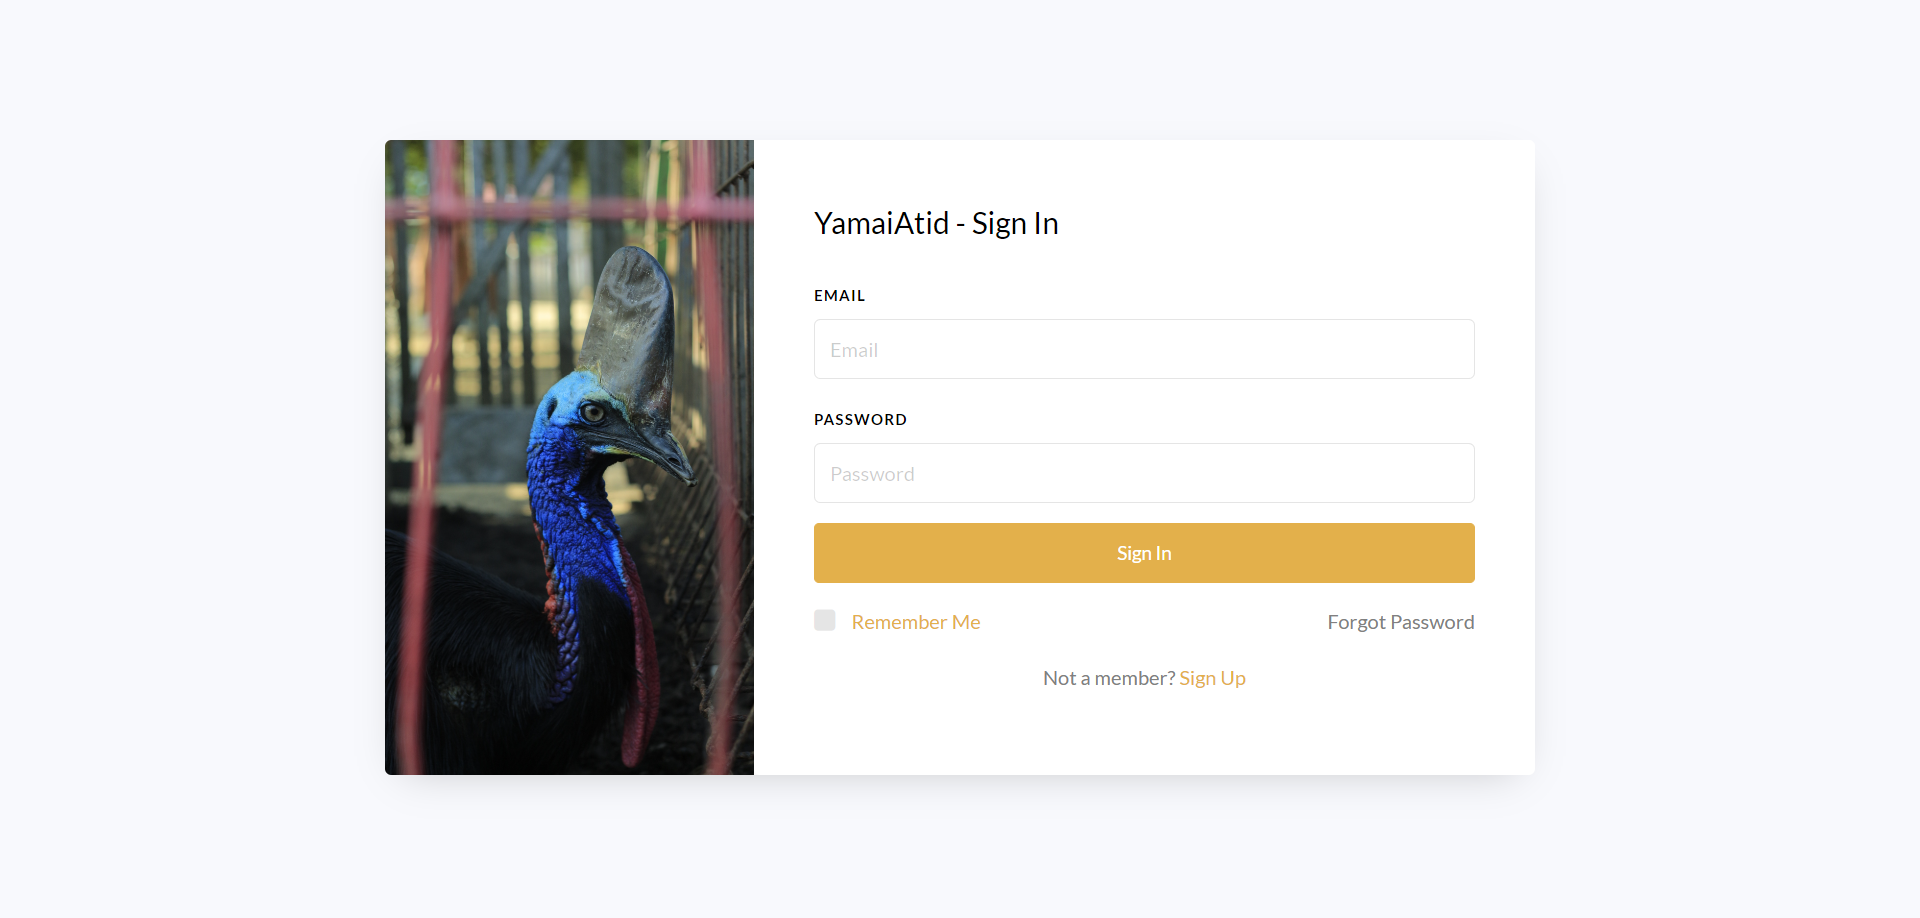 YamaiAtid - Sign In
EMAIL
Email
PASSWORD
Password
Sign In
Remember Me
Forgot Password
Not a member? Sign Up